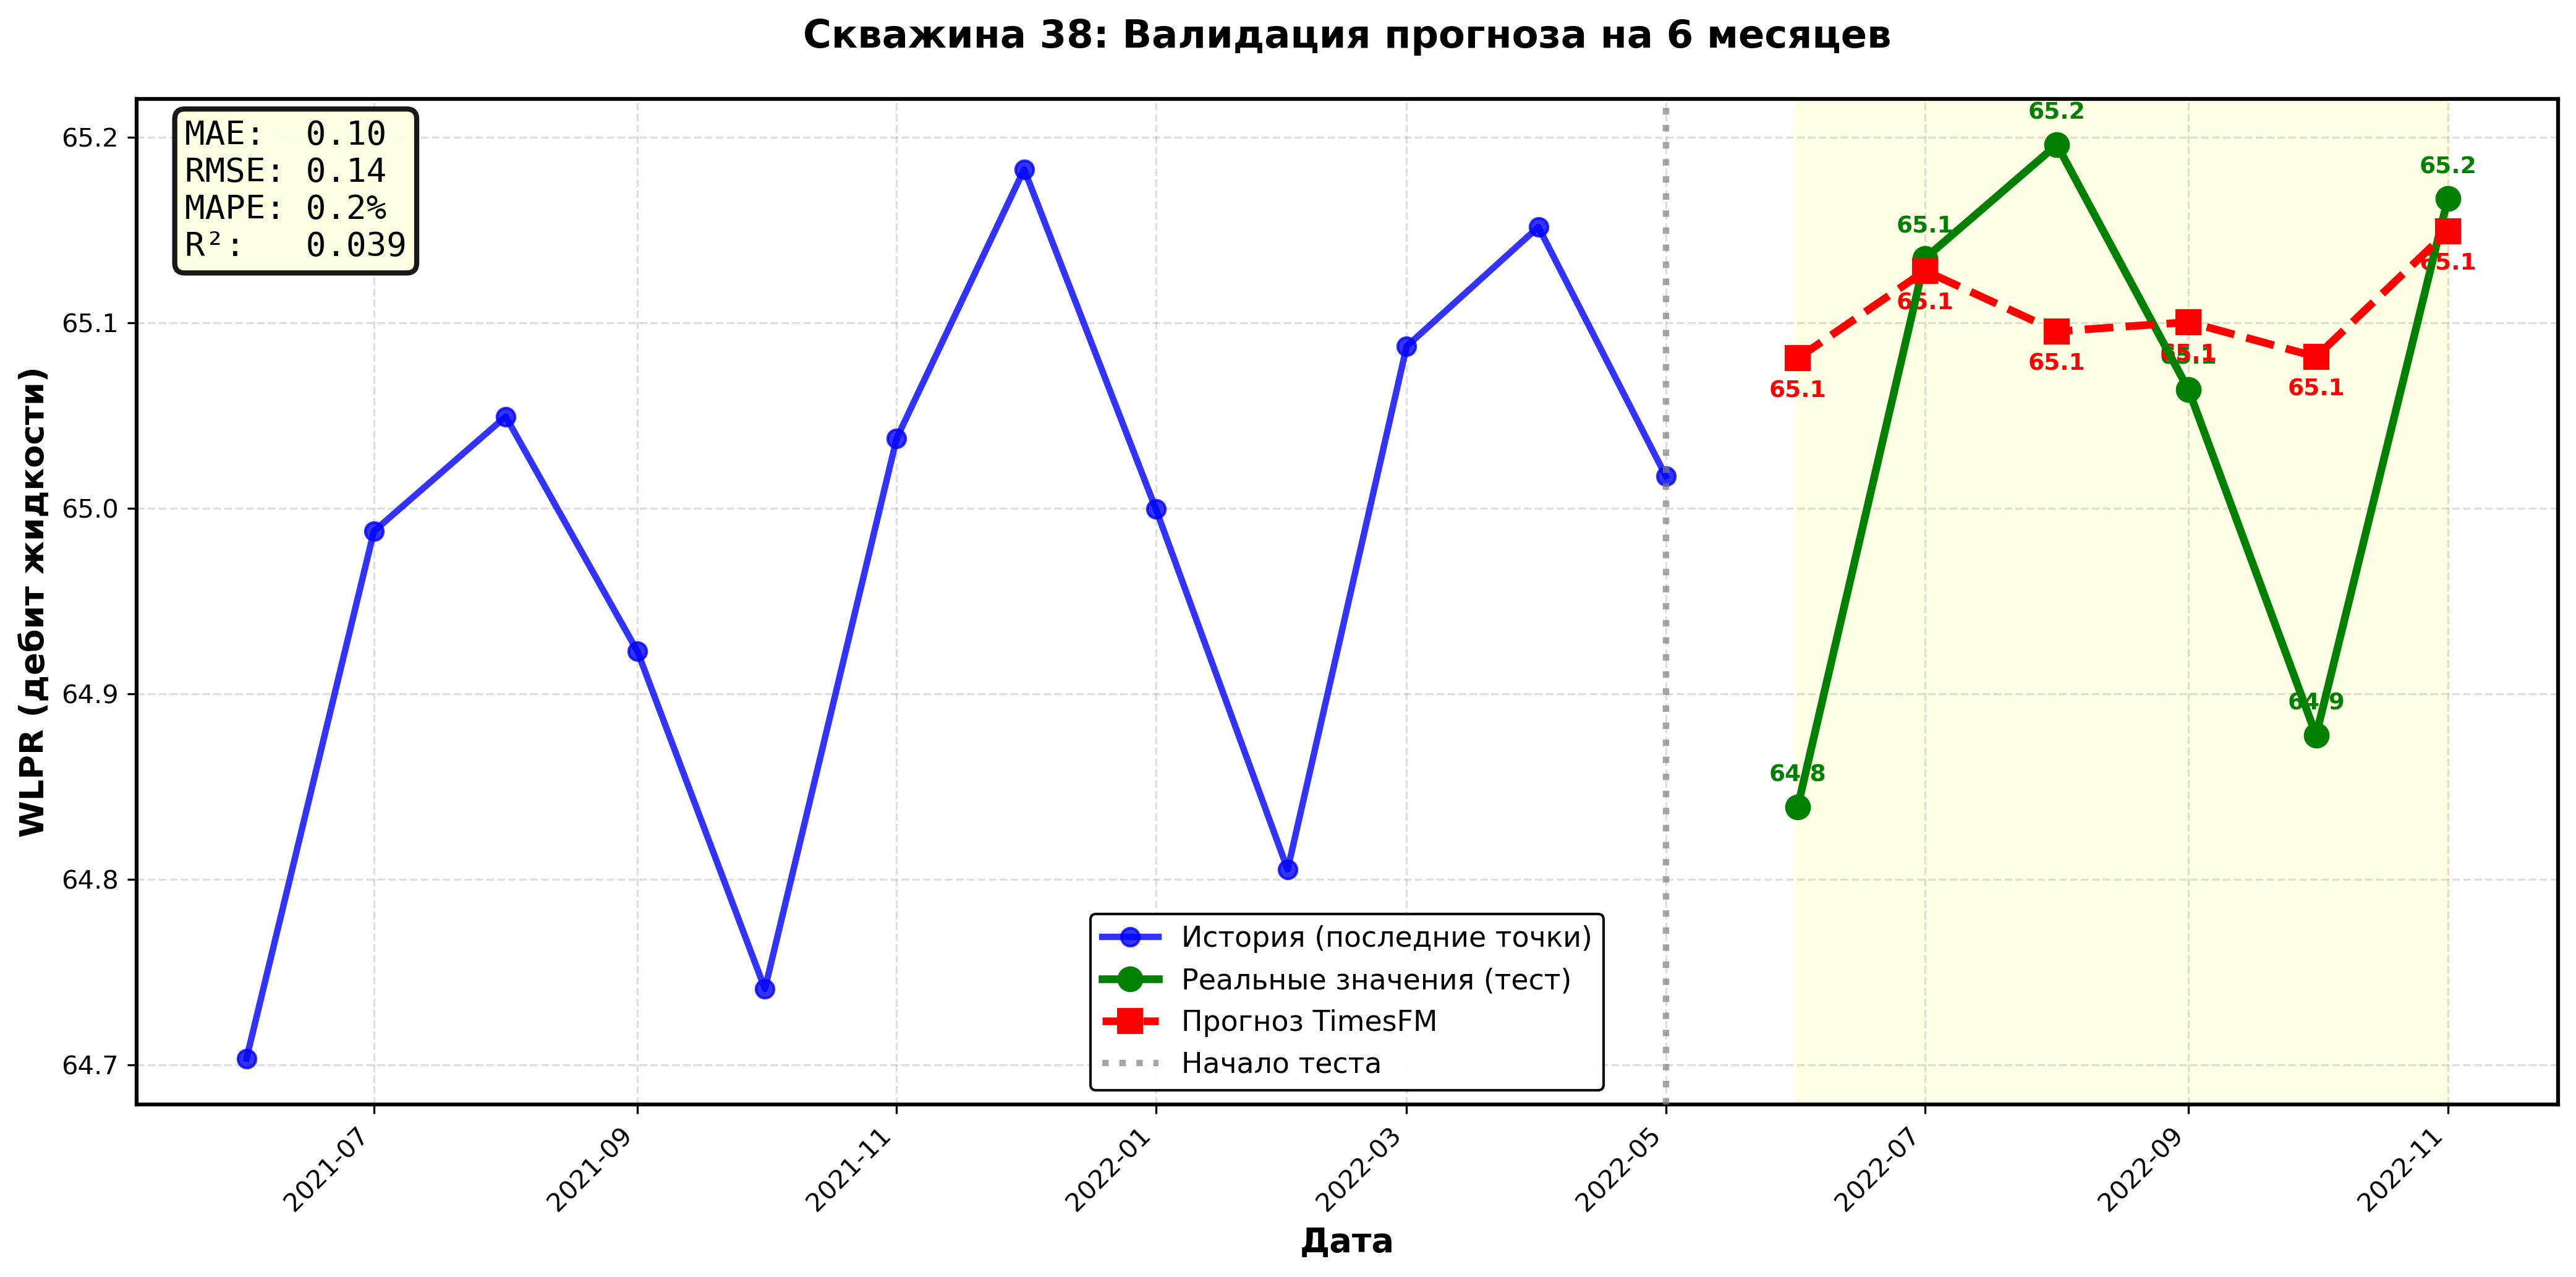 Скважина 38: Валидация прогноза на 6 месяцев
MAE: 0.10
RMSE: 0.14
MAPE: 0.2%
R²: 0.039
WLPR (дебит жидкости)
65.2
65.1
65.0
64.9
64.8
64.7
64.8
65.1
65.2
65.1
64.9
65.2
65.1
65.1
65.1
65.1
65.1
65.1
История (последние точки)
Реальные значения (тест)
Прогноз TimesFM
Начало теста
2021-07
2021-09
2021-11
2022-01
2022-03
2022-05
2022-07
2022-09
2022-11
Дата